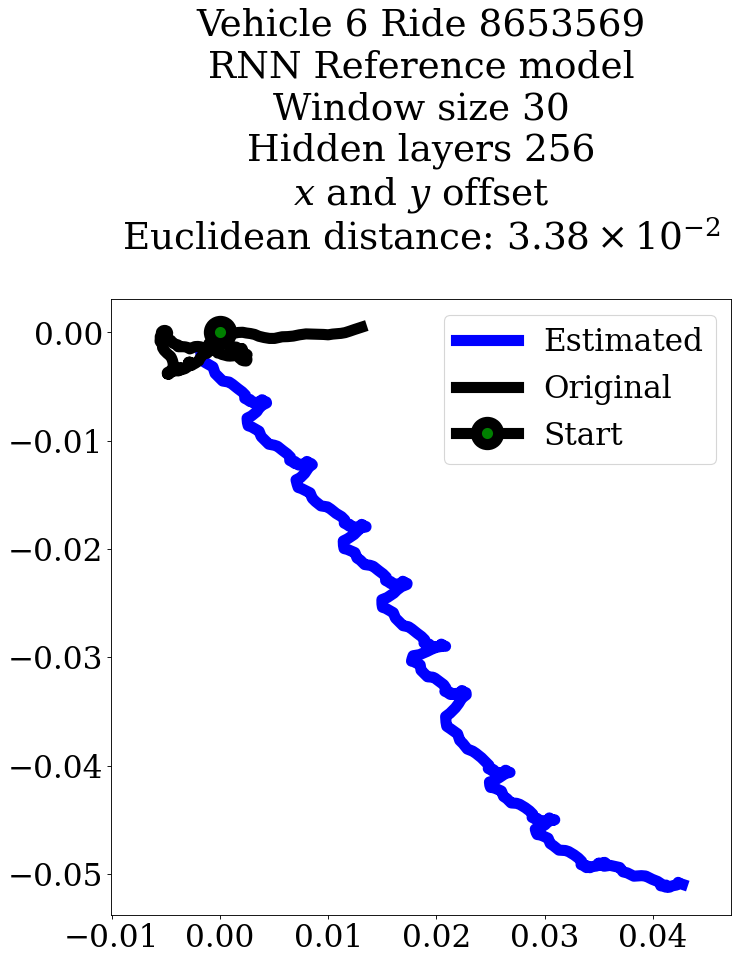 Vehicle 6 Ride 8653569
RNN Reference model
Window size 30
Hidden layers 256
x and y offset
Euclidean distance: 3.38 × 10⁻²
Estimated
Original
Start
0.00
−0.01
−0.02
−0.03
−0.04
−0.05
−0.01 0.00 0.01 0.02 0.03 0.04